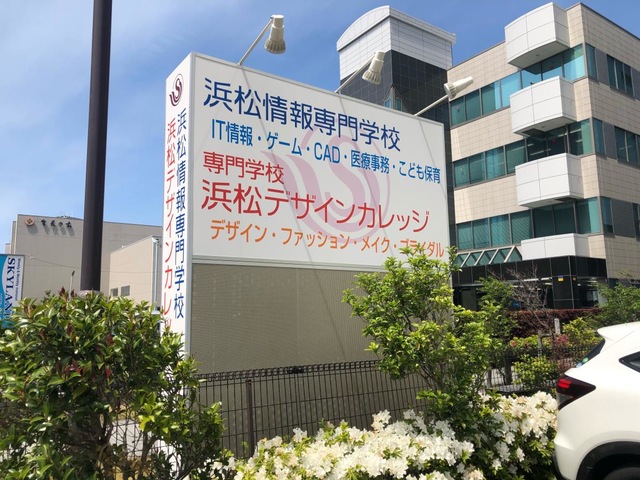 浜松情報専門学校
IT情報・ゲーム・CAD・医療事務・こども保育
専門学校
浜松デザインカレッジ
デザイン・ファッション・メイク・ブライダル
浜松情報専門学校
浜松デザインカレッジ
SKYLAN